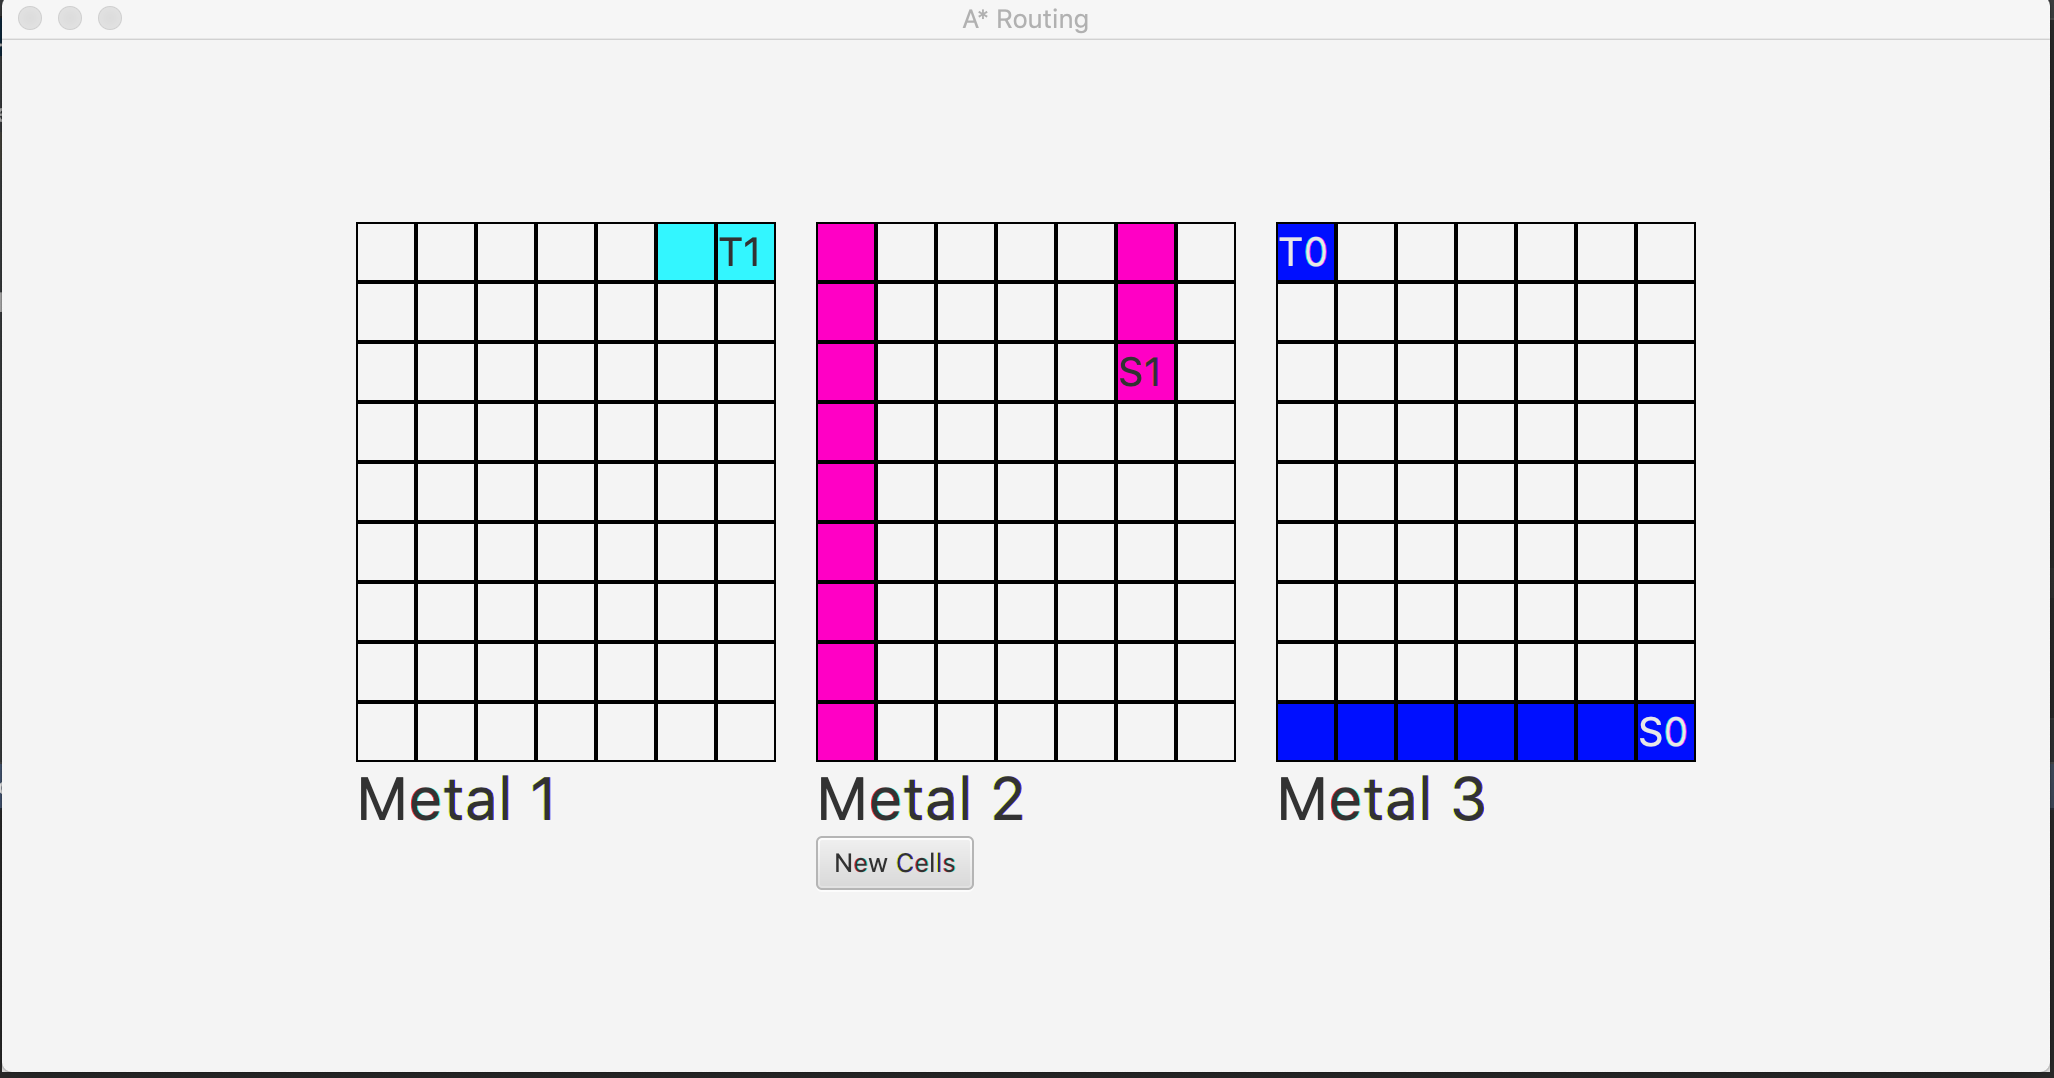 A* Routing
T1
T0
S1
S0
Metal 1
Metal 2
Metal 3
New Cells